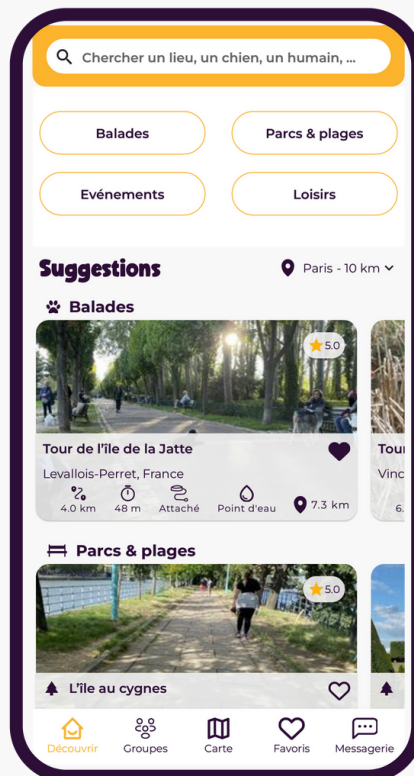 Chercher un lieu, un chien, un humain, ...
Balades
Parcs & plages
Evénements
Loisirs
Suggestions
Paris - 10 km
Balades
5.0
Tour de l'île de la Jatte
Levallois-Perret, France
4.0 km
48 m
Attaché
Point d'eau
7.3 km
Tour
Vinc
6.
Parcs & plages
5.0
L'île au cygnes
Découvrir
Groupes
Carte
Favoris
Messagerie